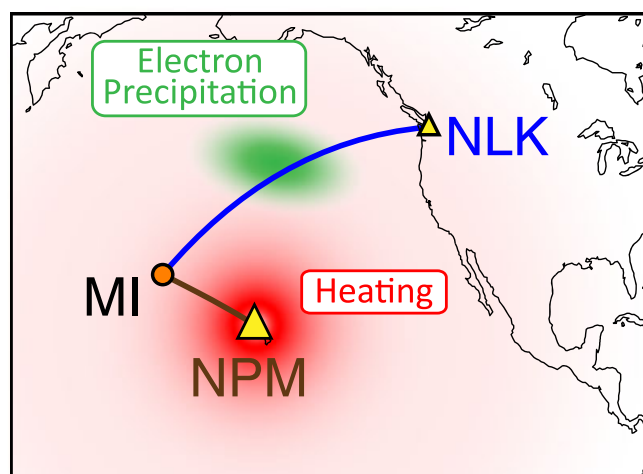 Electron
Precipitation
NLK
MI
Heating
NPM